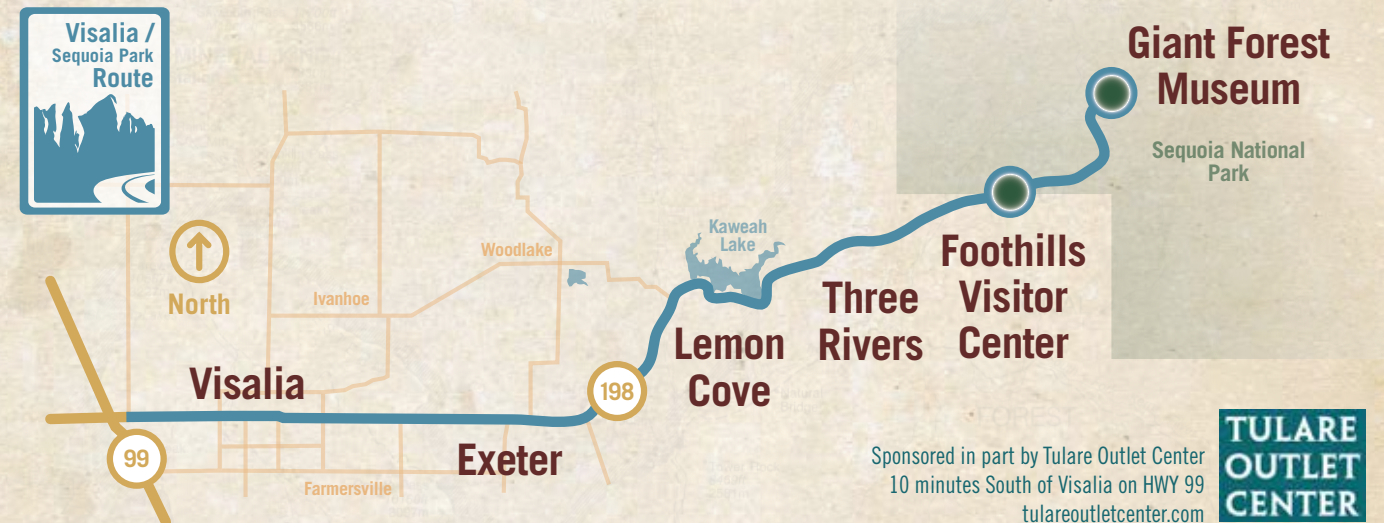 Visalia /
Sequoia Park
Route
Giant Forest
Museum
Sequoia National
Park
Kaweah
Lake
Woodlake
Foothills
Visitor
Center
North
Ivanhoe
Three
Rivers
Lemon
Cove
Visalia
198
Exeter
99
Farmersville
Sponsored in part by Tulare Outlet Center
10 minutes South of Visalia on HWY 99
tulareoutletcenter.com
TULARE
OUTLET
CENTER